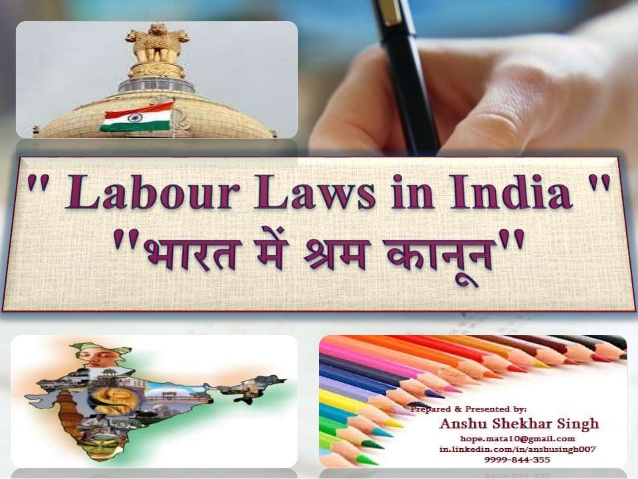 " Labour Laws in India "
"भारत में श्रम कानून"
Prepared & Presented by:
Anshu Shekhar Singh
hope.mata10@gmail.com
in.linkedin.com/in/anshusingh007
9999-844-355